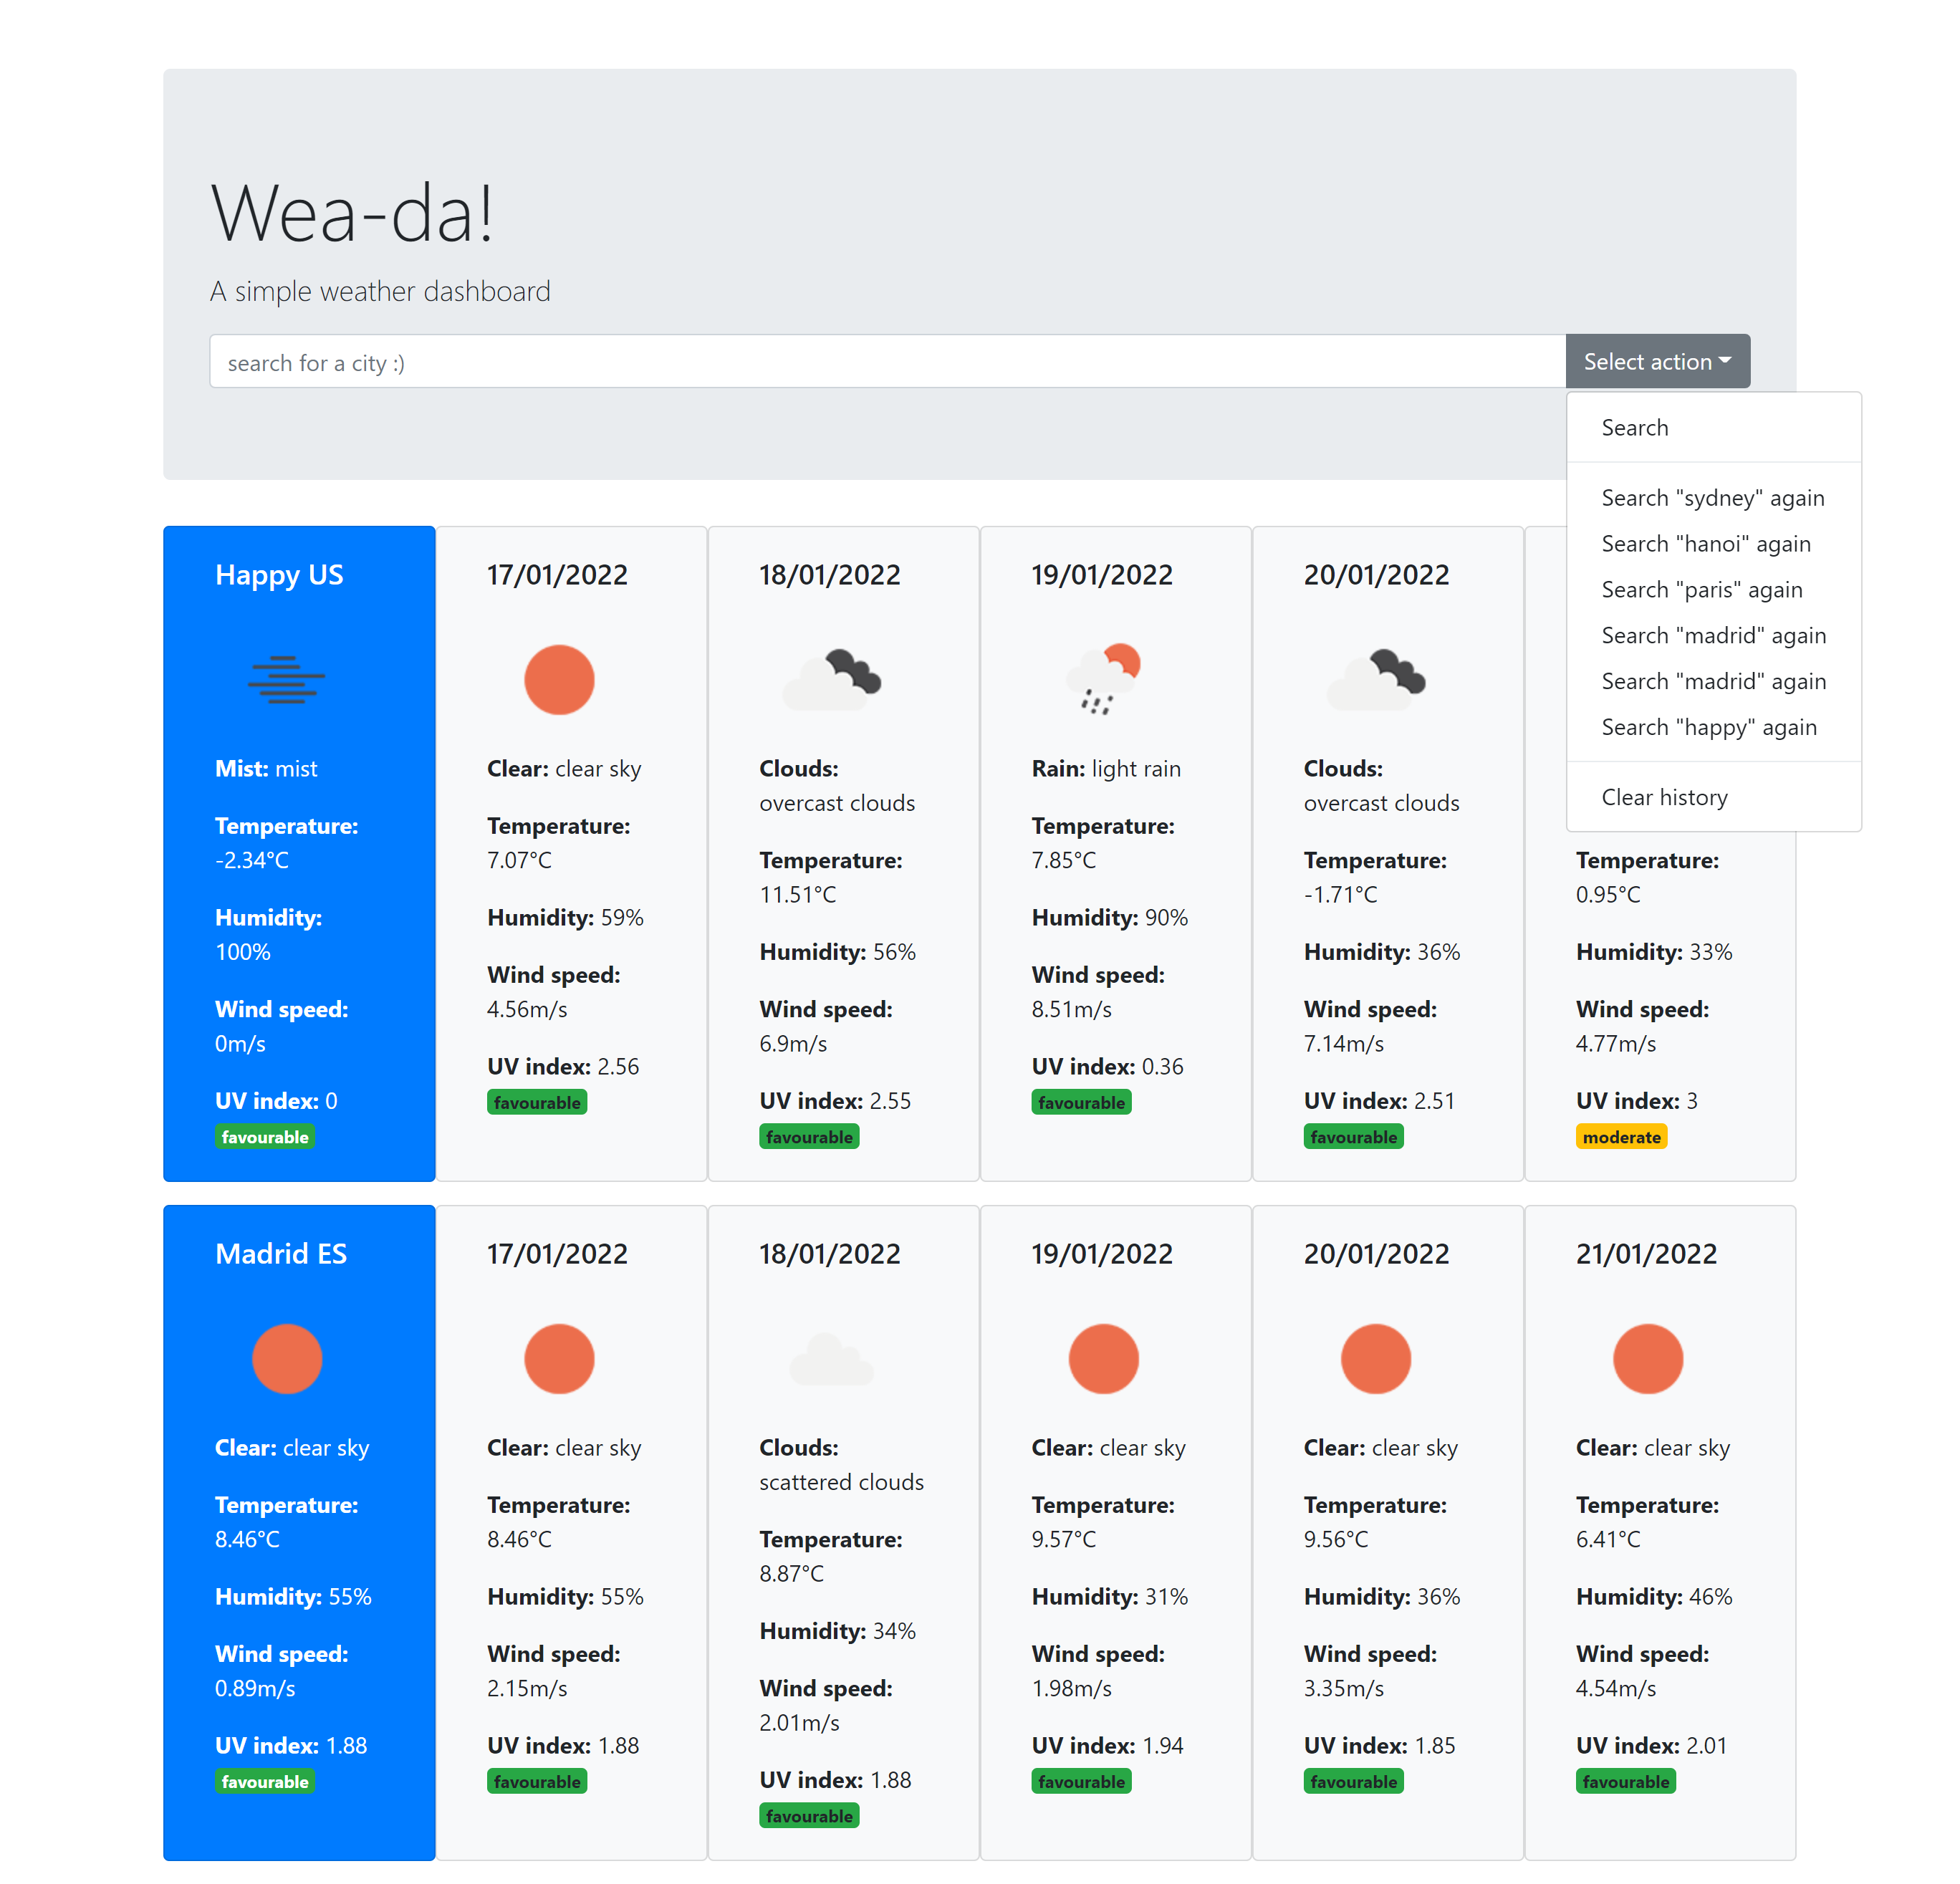 Wea-da!
A simple weather dashboard
search for a city :)
Select action
Search
Search "sydney" again
Search "hanoi" again
Search "paris" again
Search "madrid" again
Search "madrid" again
Search "happy" again
Clear history
Happy US
Mist: mist
Temperature:
-2.34°C
Humidity:
100%
Wind speed:
0m/s
UV index: 0
favourable
17/01/2022
Clear: clear sky
Temperature:
7.07°C
Humidity: 59%
Wind speed:
4.56m/s
UV index: 2.56
favourable
18/01/2022
Clouds:
overcast clouds
Temperature:
11.51°C
Humidity: 56%
Wind speed:
6.9m/s
UV index: 2.55
favourable
19/01/2022
Rain: light rain
Temperature:
7.85°C
Humidity: 90%
Wind speed:
8.51m/s
UV index: 0.36
favourable
20/01/2022
Clouds:
overcast clouds
Temperature:
-1.71°C
Humidity: 36%
Wind speed:
7.14m/s
UV index: 2.51
favourable
Temperature:
0.95°C
Humidity: 33%
Wind speed:
4.77m/s
UV index: 3
moderate
Madrid ES
Clear: clear sky
Temperature:
8.46°C
Humidity: 55%
Wind speed:
0.89m/s
UV index: 1.88
favourable
17/01/2022
Clear: clear sky
Temperature:
8.46°C
Humidity: 55%
Wind speed:
2.15m/s
UV index: 1.88
favourable
18/01/2022
Clouds:
scattered clouds
Temperature:
8.87°C
Humidity: 34%
Wind speed:
2.01m/s
UV index: 1.88
favourable
19/01/2022
Clear: clear sky
Temperature:
9.57°C
Humidity: 31%
Wind speed:
1.98m/s
UV index: 1.94
favourable
20/01/2022
Clear: clear sky
Temperature:
9.56°C
Humidity: 36%
Wind speed:
3.35m/s
UV index: 1.85
favourable
21/01/2022
Clear: clear sky
Temperature:
6.41°C
Humidity: 46%
Wind speed:
4.54m/s
UV index: 2.01
favourable